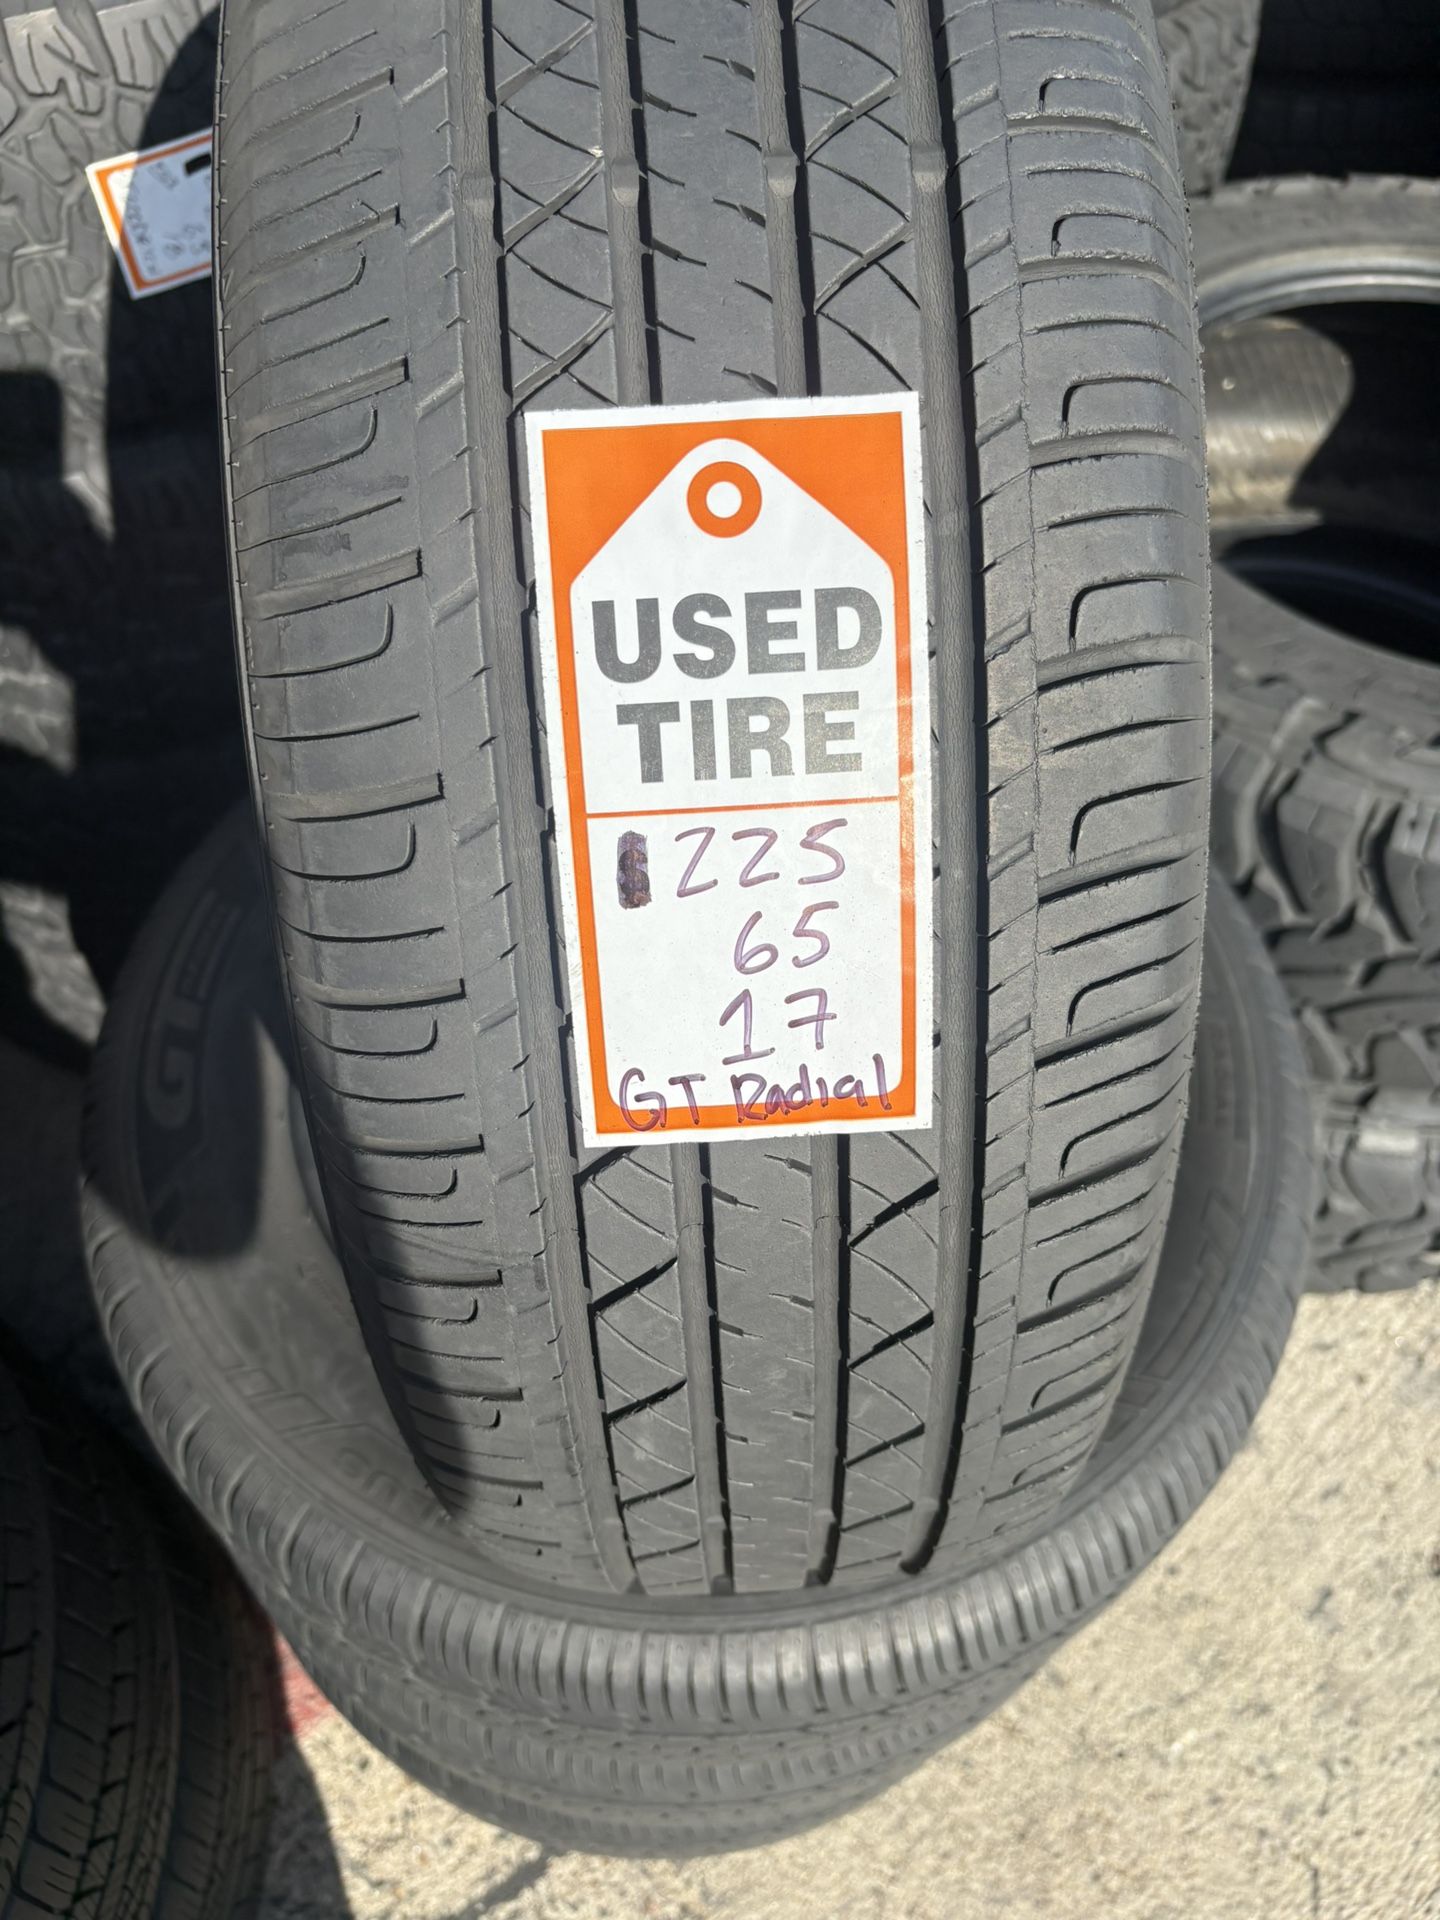 USED
TIRE
225
65
17
GT Radial